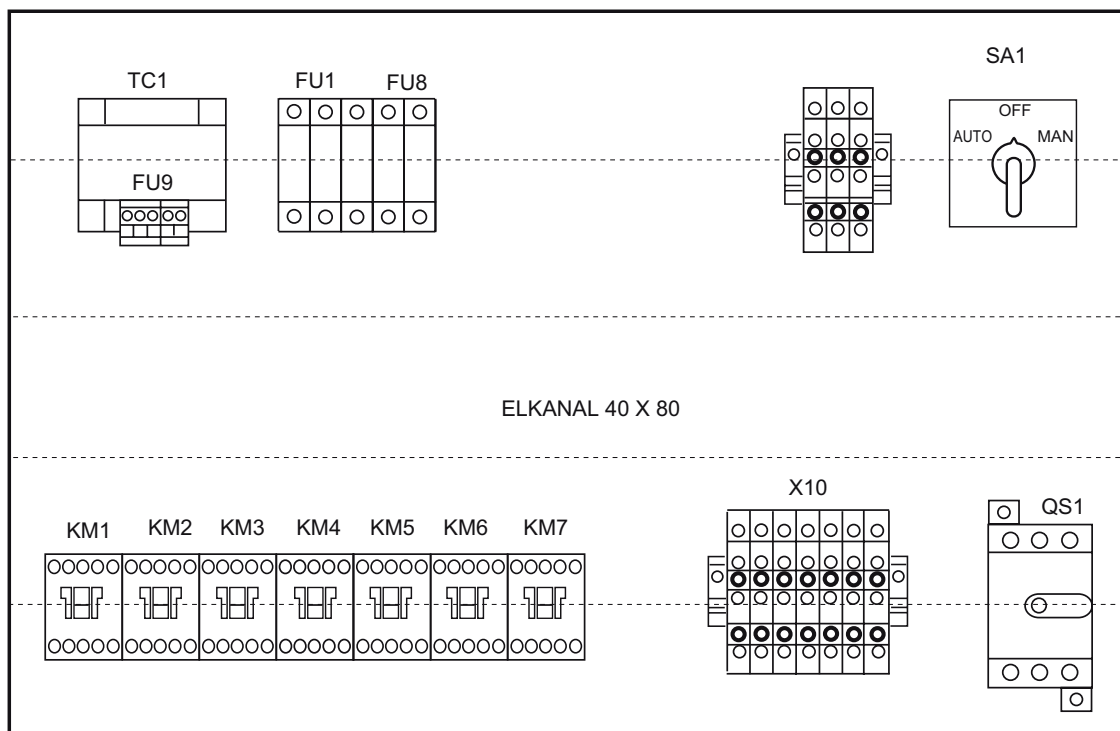 TC1
FU1
FU8
SA1
OFF
AUTO
MAN
FU9
ELKANAL 40 X 80
X10
QS1
KM1
KM2
KM3
KM4
KM5
KM6
KM7